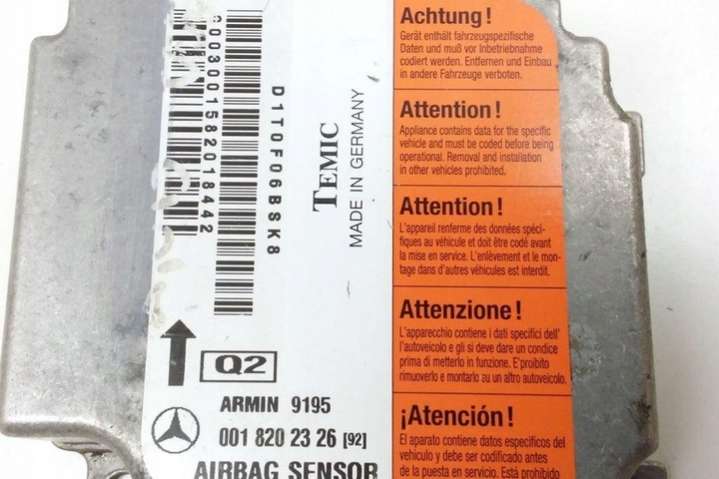 00030015820188442
D1T0F06BSK8
TEMIC
MADE IN GERMANY
Q2
ARMIN 9195
001 820 23 26 [92]
AIRBAG SENSOR
Achtung!
Gerät enthält fahrzeugspezifische
Daten und muß vor Inbetriebnahme
codiert werden. Entfernen und Einbau
in andere Fahrzeuge verboten.
Attention!
Appliance contains data for the specific
vehicle and must be coded before being
operational. Removal and installation
in other vehicles prohibited.
Attention!
L'appareil renferme des données spéci-
fiques au véhicule et doit être codé avant
la mise en service. L'enlèvement et le mon-
tage dans d'autres véhicules est interdit.
Attenzione!
L'apparecchio contiene i dati specifici dell'
autoveicolo e gli si deve dare un condice
prima di metterlo in funzione. E'proibito
rimuoverlo e montarlo au un altro autoveicolo.
¡Atención!
El aparato contiene datos específicos del
vehículo y debe ser codificado antes
de la puesta en servicio. Está prohibido